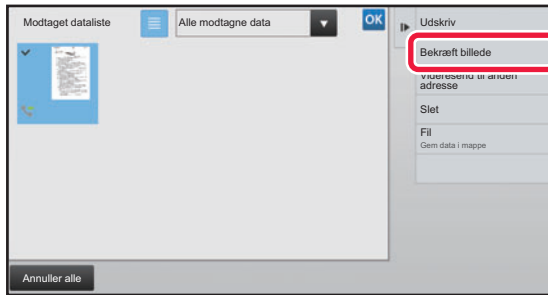 Modtaget dataliste
Alle modtagne data
OK
Udskriv
Bekræft billede
Videresend til anden
adresse
Slet
Fil
Gem data i mappe
Annuller alle